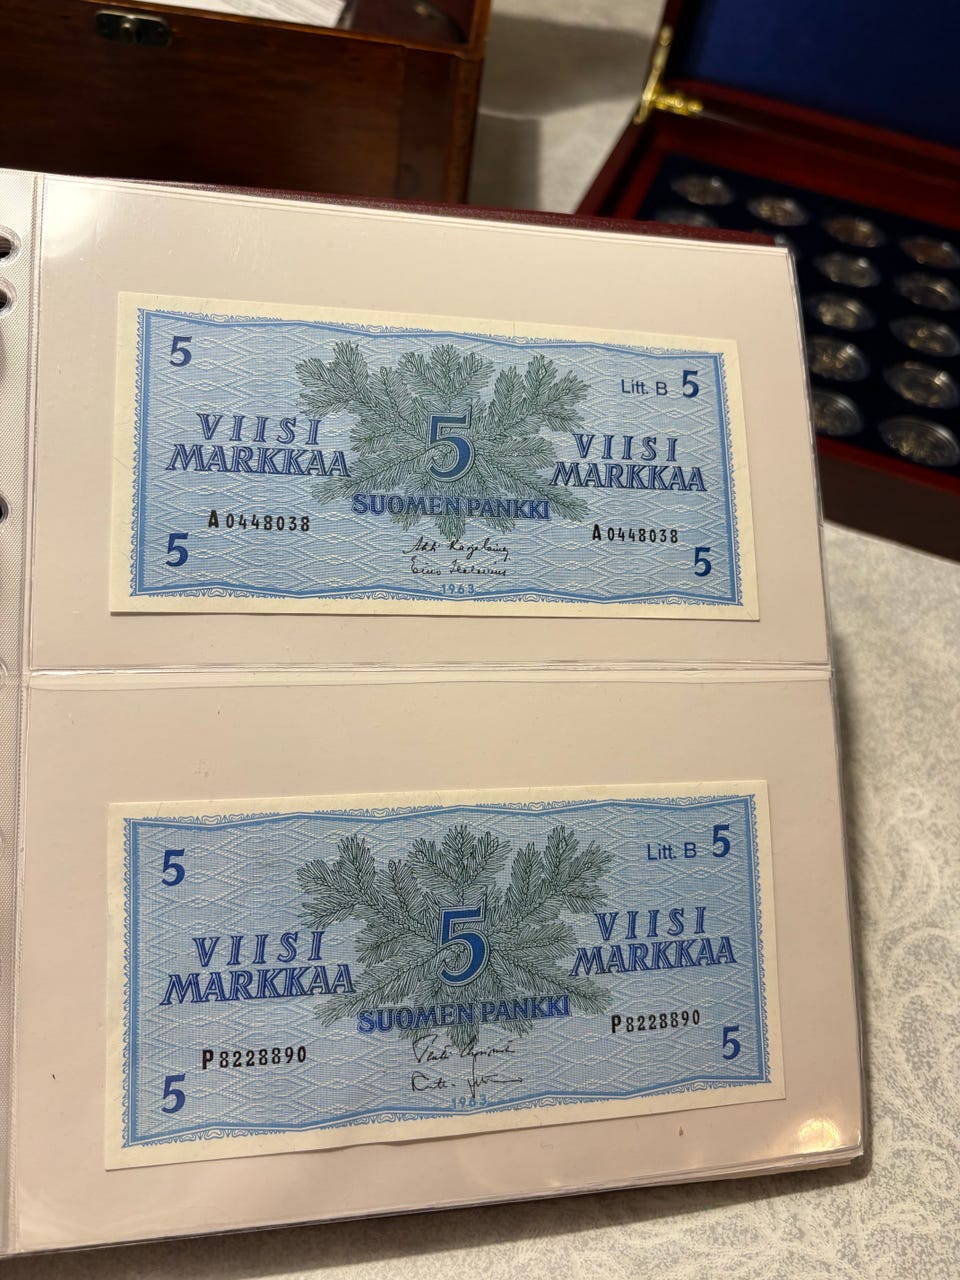 5
Litt. B 5
VIISI
MARKKAA
5
VIISI
MARKKAA
SUOMEN PANKKI
A0448038
A0448038
5
5
1963
5
Litt. B 5
VIISI
MARKKAA
5
VIISI
MARKKAA
SUOMEN PANKKI
P8228890
P8228890
5
5
1963